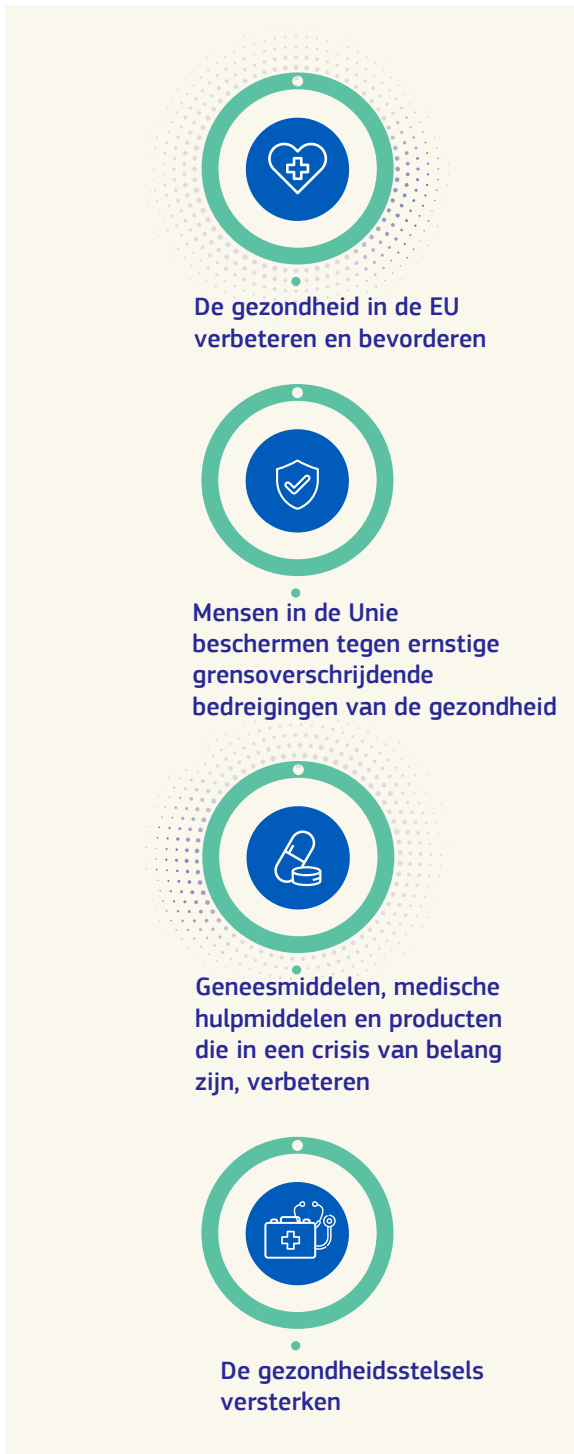 De gezondheid in de EU
verbeteren en bevorderen
Mensen in de Unie
beschermen tegen ernstige
grensoverschrijdende
bedreigingen van de gezondheid
Geneesmiddelen, medische
hulpmiddelen en producten
die in een crisis van belang
zijn, verbeteren
De gezondheidsstelsels
versterken